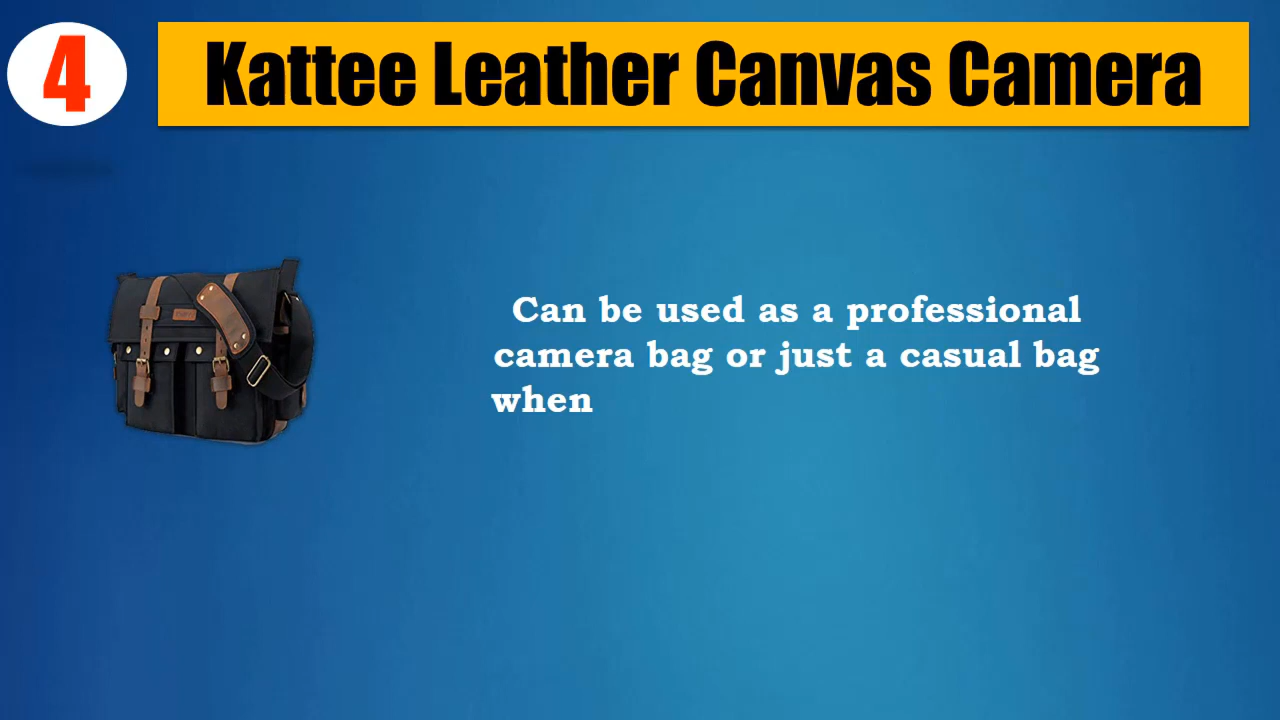 4
Kattee Leather Canvas Camera
Can be used as a professional
camera bag or just a casual bag
when